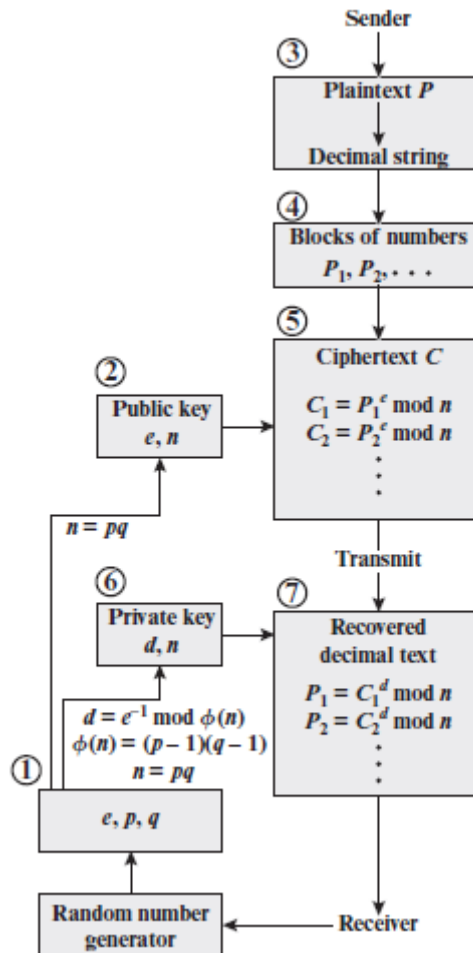 Sender
③
Plaintext P
Decimal string
④
Blocks of numbers
P₁, P₂, . . .
⑤
Ciphertext C
C₁ = P₁ᵉ mod n
C₂ = P₂ᵉ mod n
.
.
.
②
Public key
e, n
n = pq
Transmit
⑥
Private key
d, n
⑦
Recovered
decimal text
P₁ = C₁ᵈ mod n
P₂ = C₂ᵈ mod n
.
.
.
d = e⁻¹ mod ϕ(n)
ϕ(n) = (p – 1)(q – 1)
n = pq
①
e, p, q
Random number
generator
Receiver